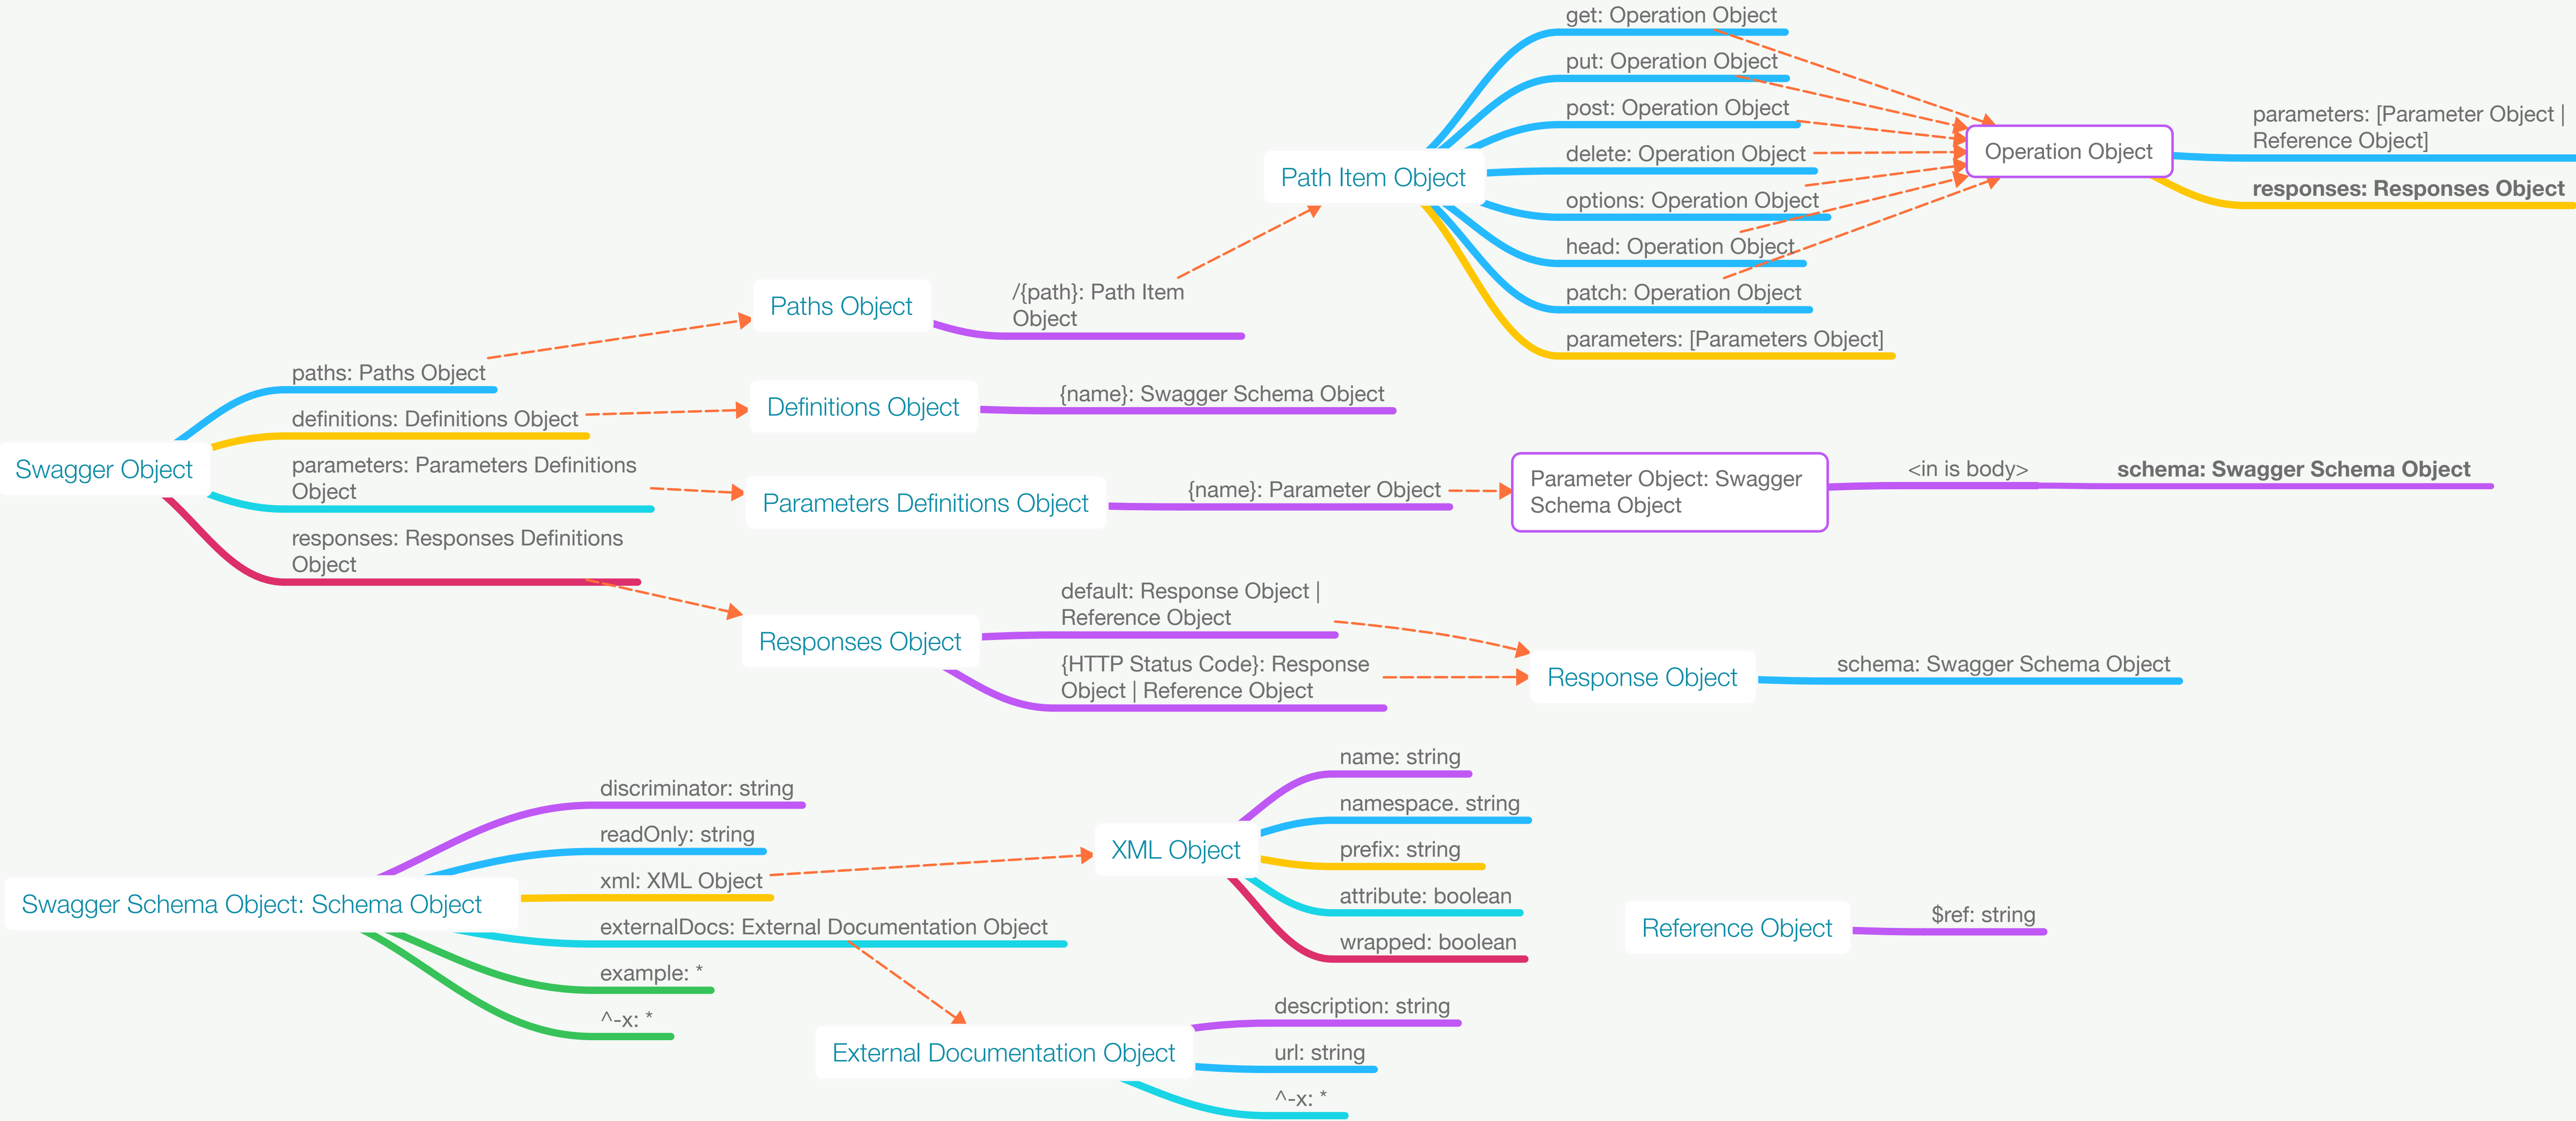 get: Operation Object
put: Operation Object
post: Operation Object
delete: Operation Object
options: Operation Object
head: Operation Object
patch: Operation Object
parameters: [Parameters Object]
Path Item Object
Operation Object
parameters: [Parameter Object |
Reference Object]
responses: Responses Object
Paths Object
/{path}: Path Item
Object
Swagger Object
paths: Paths Object
definitions: Definitions Object
parameters: Parameters Definitions
Object
responses: Responses Definitions
Object
Definitions Object
{name}: Swagger Schema Object
Parameters Definitions Object
{name}: Parameter Object
Parameter Object: Swagger
Schema Object
<in is body>
schema: Swagger Schema Object
Responses Object
default: Response Object |
Reference Object
{HTTP Status Code}: Response
Object | Reference Object
Response Object
schema: Swagger Schema Object
Swagger Schema Object: Schema Object
discriminator: string
readOnly: string
xml: XML Object
externalDocs: External Documentation Object
example: *
^-x: *
XML Object
name: string
namespace. string
prefix: string
attribute: boolean
wrapped: boolean
Reference Object
$ref: string
External Documentation Object
description: string
url: string
^-x: *